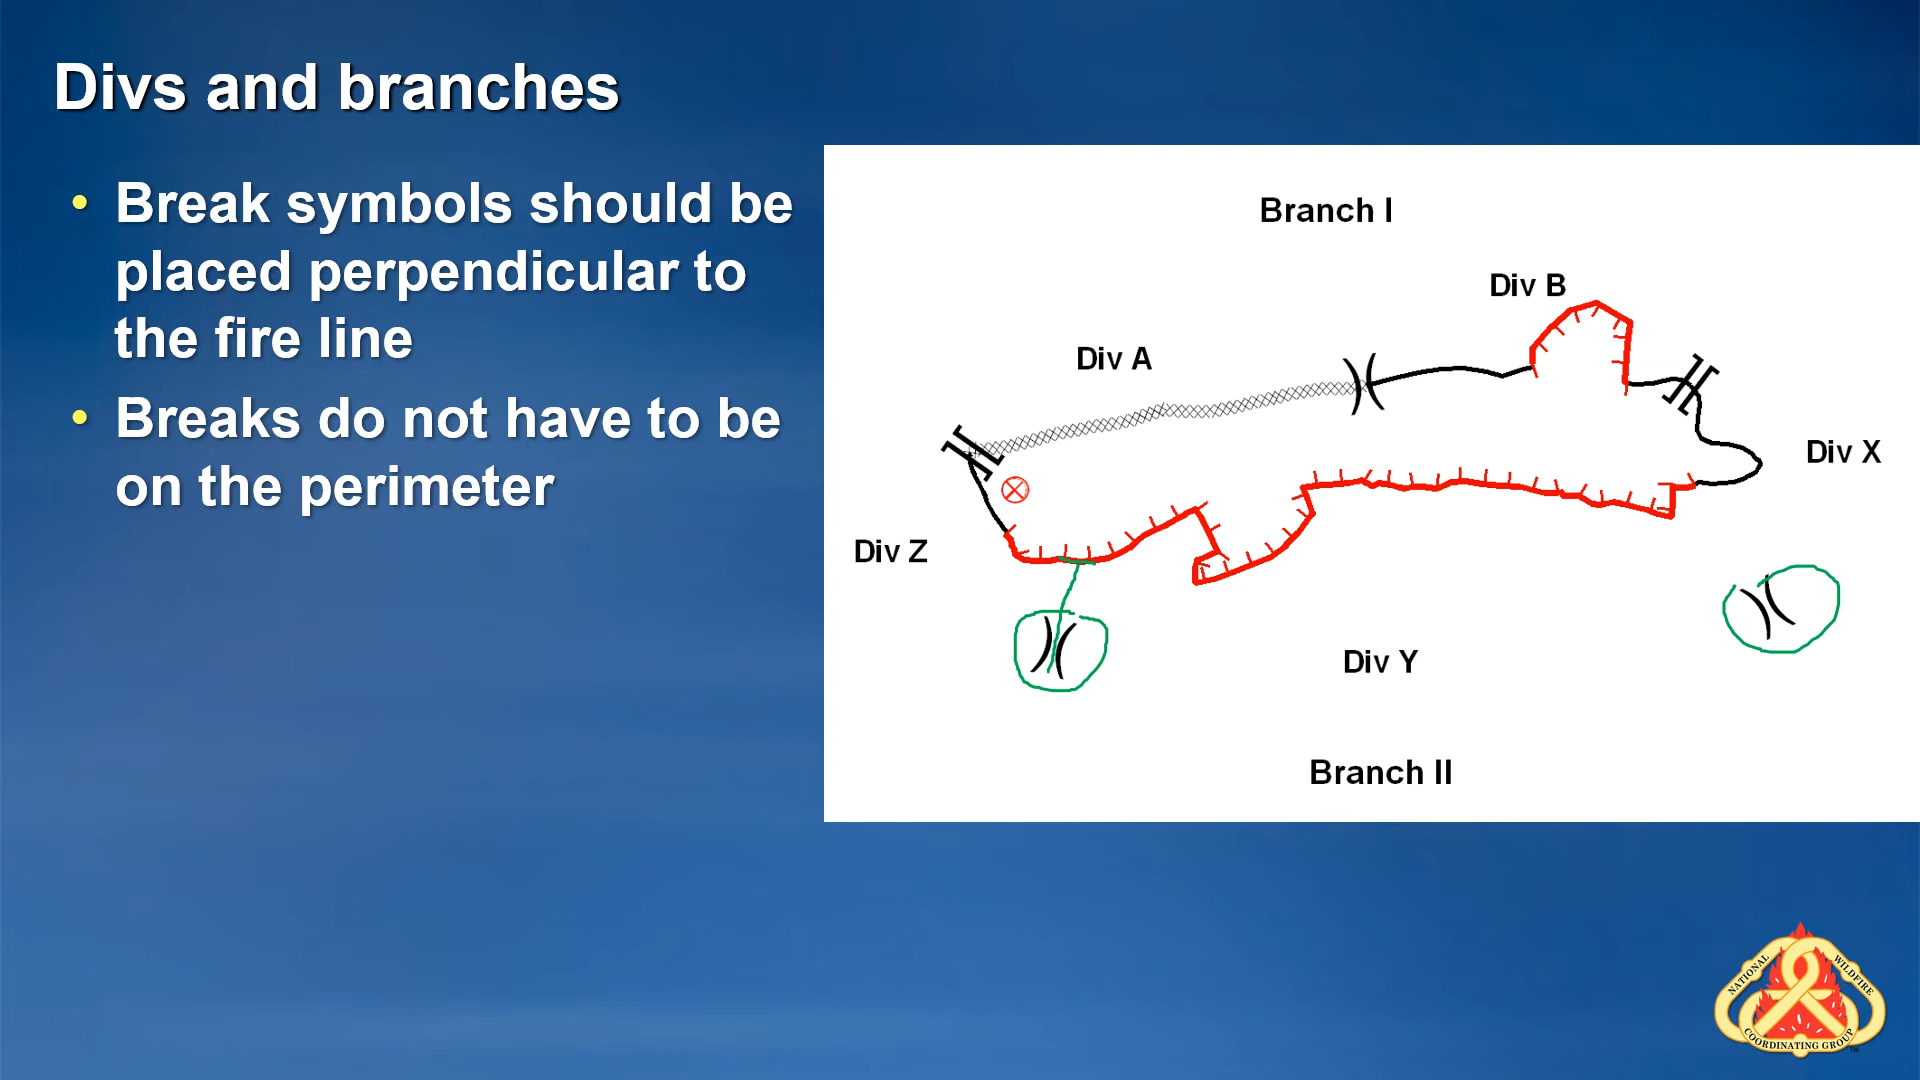 Divs and branches
• Break symbols should be
placed perpendicular to
the fire line
• Breaks do not have to be
on the perimeter
Branch I
Div B
Div A
Div X
Div Z
Div Y
Branch II
NATIONAL WILDFIRE
COORDINATING GROUP
TM